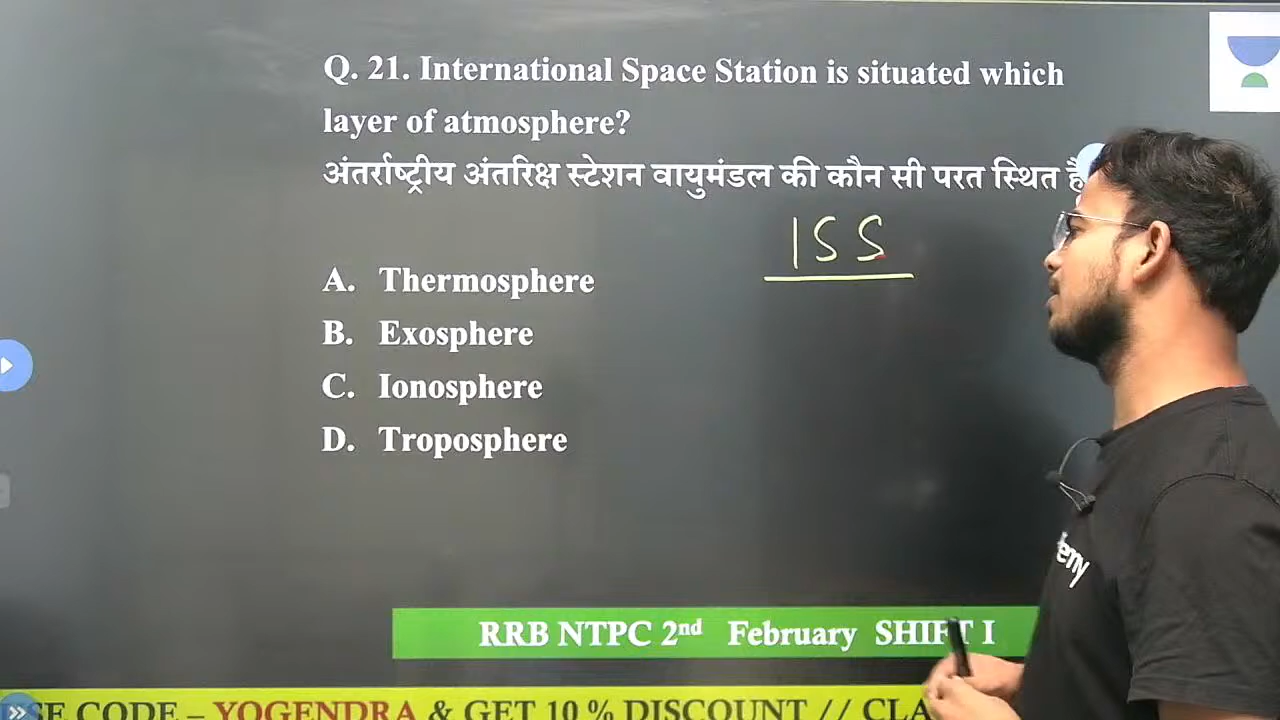 Q. 21. International Space Station is situated which
layer of atmosphere?
अंतर्राष्ट्रीय अंतरिक्ष स्टेशन वायुमंडल की कौन सी परत स्थित है
ISS
A. Thermosphere
B. Exosphere
C. Ionosphere
D. Troposphere
RRB NTPC 2nd February SHIFT I
SE CODE – YOGENDRA & GET 10 % DISCOUNT // CLA